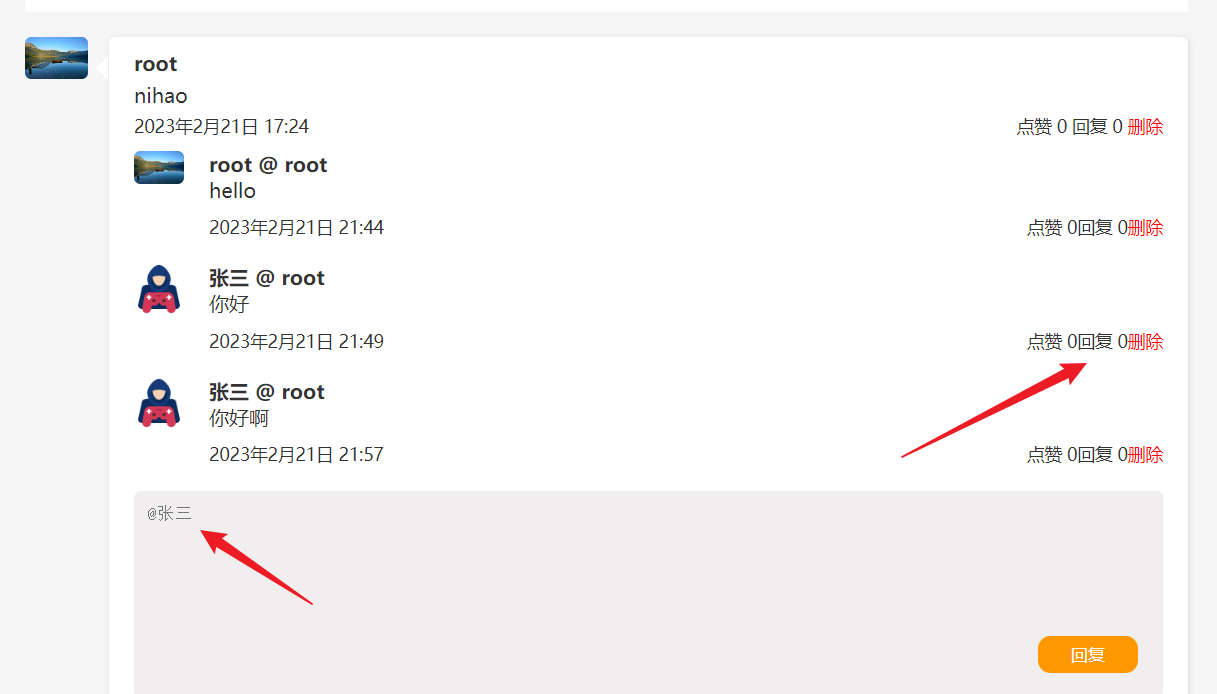 root
nihao
2023年2月21日 17:24 点赞 0 回复 0 删除
root @ root
hello
2023年2月21日 21:44 点赞 0回复 0删除
张三 @ root
你好
2023年2月21日 21:49 点赞 0回复 0删除
张三 @ root
你好啊
2023年2月21日 21:57 点赞 0回复 0删除
@张三
回复